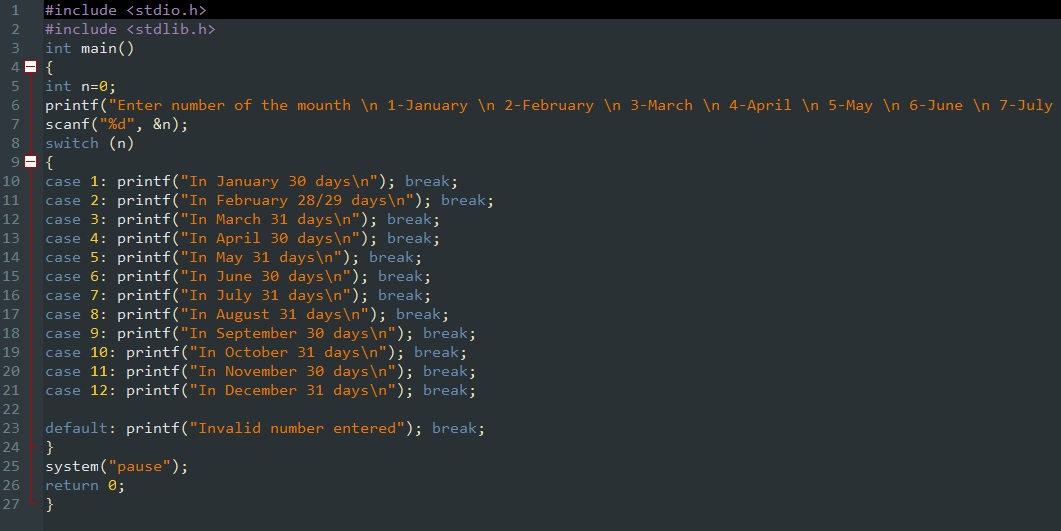 1 #include <stdio.h>
2 #include <stdlib.h>
3 int main()
4 {
5 int n=0;
6 printf("Enter number of the mounth \n 1-January \n 2-February \n 3-March \n 4-April \n 5-May \n 6-June \n 7-July
7 scanf("%d", &n);
8 switch (n)
9 {
10 case 1: printf("In January 30 days\n"); break;
11 case 2: printf("In February 28/29 days\n"); break;
12 case 3: printf("In March 31 days\n"); break;
13 case 4: printf("In April 30 days\n"); break;
14 case 5: printf("In May 31 days\n"); break;
15 case 6: printf("In June 30 days\n"); break;
16 case 7: printf("In July 31 days\n"); break;
17 case 8: printf("In August 31 days\n"); break;
18 case 9: printf("In September 30 days\n"); break;
19 case 10: printf("In October 31 days\n"); break;
20 case 11: printf("In November 30 days\n"); break;
21 case 12: printf("In December 31 days\n"); break;
22
23 default: printf("Invalid number entered"); break;
24 }
25 system("pause");
26 return 0;
27 }